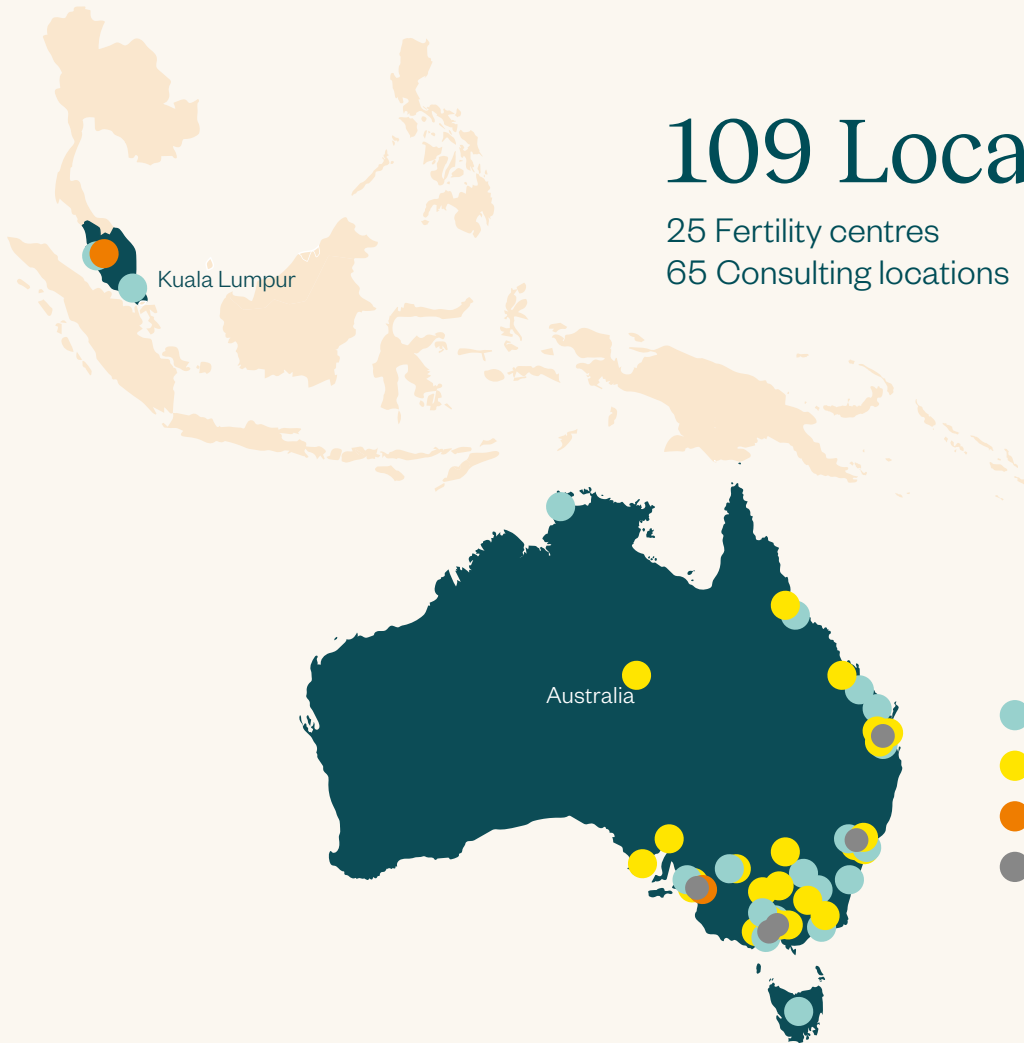 109 Loca
25 Fertility centres
65 Consulting locations
Kuala Lumpur
Australia